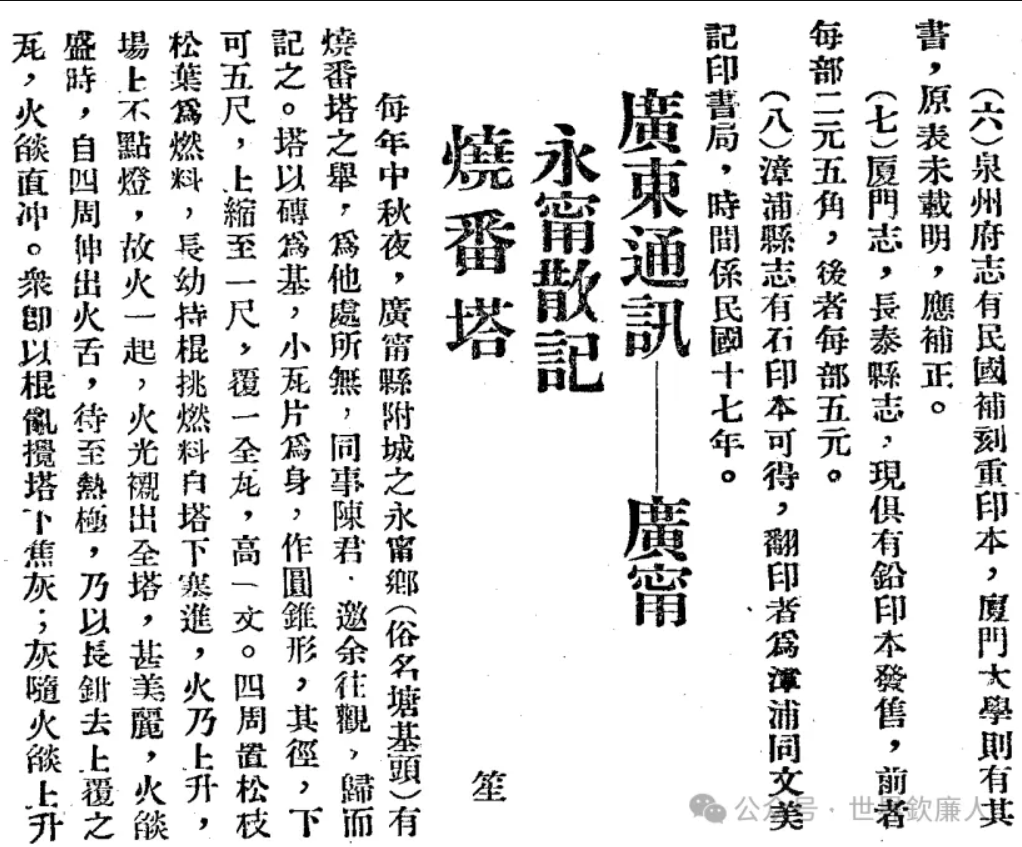 (六)泉州府志有民國補刻重印本,厦門大學則有其
書,原表未載明,應補正。
(七)厦門志,長泰縣志,現俱有鉛印本發售,前者
每部二元五角,後者每部五元。
(八)漳浦縣志有石印本可得,翻印者爲漳浦同文美
記印書局,時間係民國十七年。
廣東通訊——廣甯
永甯散記
燒番塔
笙
每年中秋夜,廣甯縣附城之永甯鄉(俗名塘基頭)有
燒番塔之舉,爲他處所無,同事陳君.邀余往觀,歸而
記之。塔以磚爲基,小瓦片爲身,作圓錐形,其徑,下
可五尺,上縮至一尺,覆一全瓦,高一丈。四周置松枝
松葉爲燃料,長幼持棍挑燃料自塔下塞進,火乃上升,
場上不點燈,故火一起,火光襯出全塔,甚美麗,火燄
盛時,自四周伸出火舌,待至熱極,乃以長鉗去上覆之
瓦,火燄直冲。衆卽以棍亂攪塔下焦灰;灰隨火燄上升
公众号·世界欽廉人